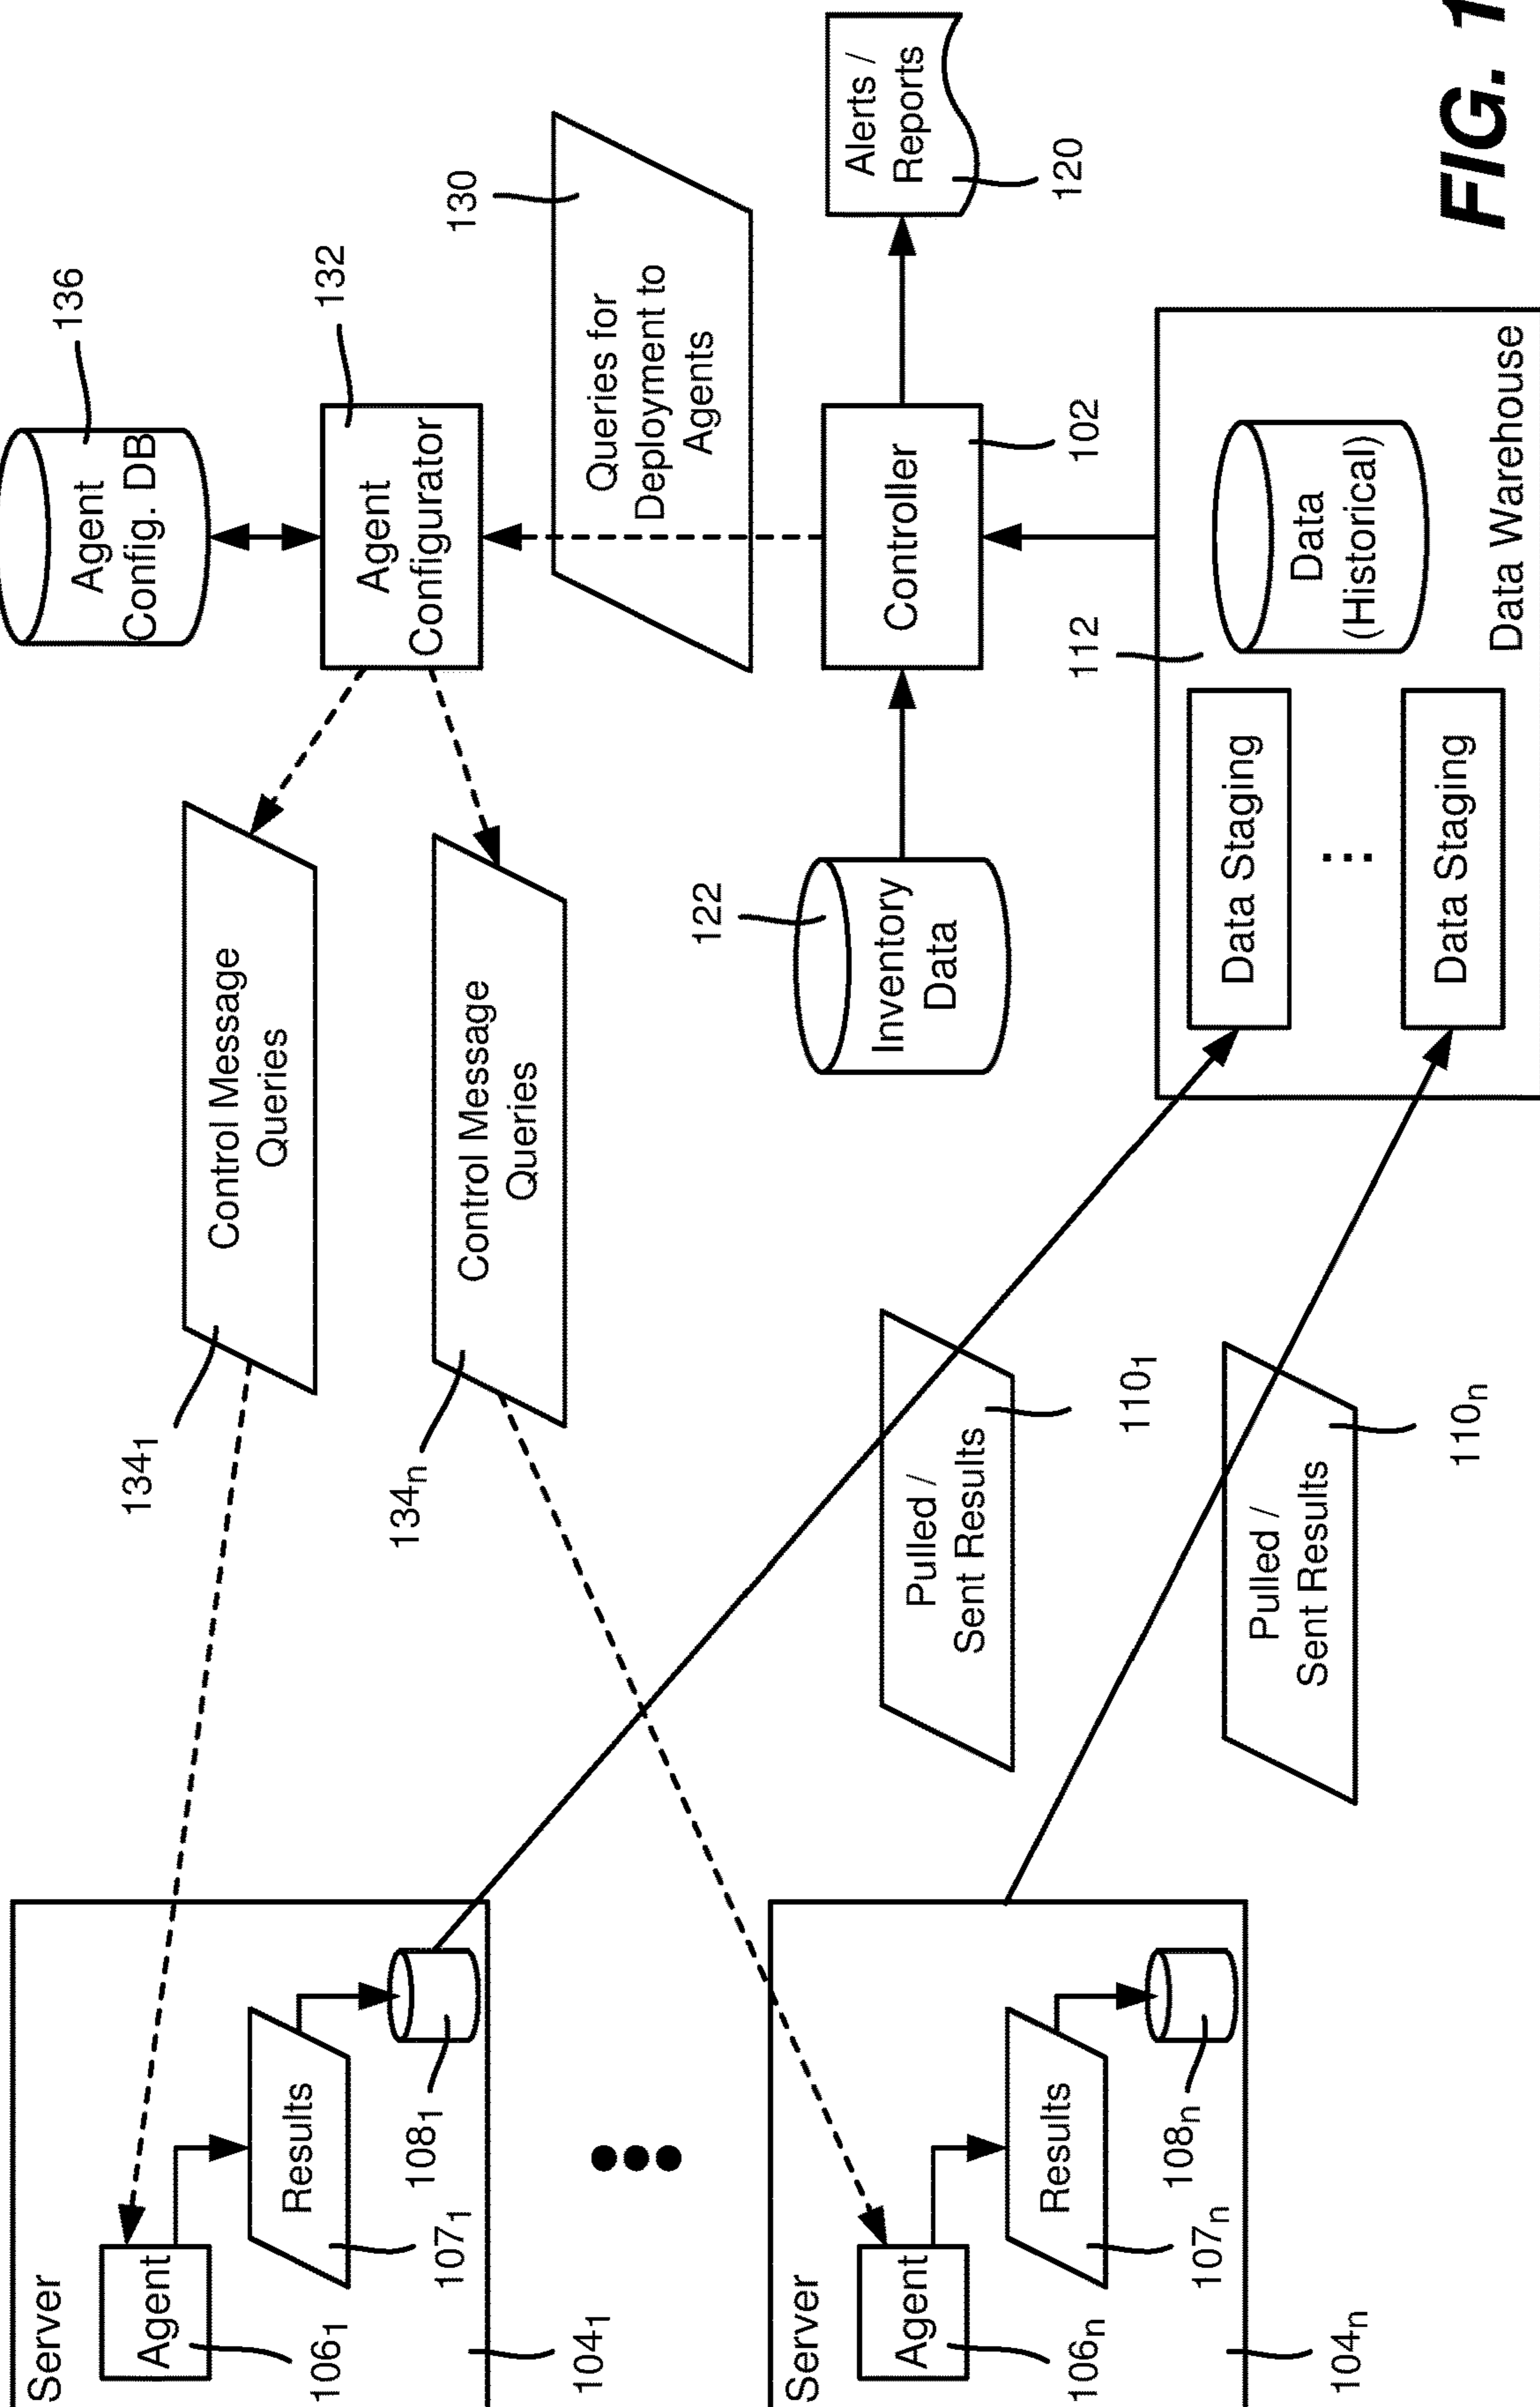 Server
Agent
106₁
Results
107₁
108₁
104₁
134₁
Control Message
Queries
134ₙ
Control Message
Queries
Agent
Config. DB
136
Agent
Configurator
132
130
Queries for
Deployment to
Agents
122
Inventory
Data
Controller
102
Alerts /
Reports
120
Server
Agent
106ₙ
Results
107ₙ
108ₙ
104ₙ
Pulled /
Sent Results
110₁
Pulled /
Sent Results
110ₙ
112
Data Staging
⋮
Data Staging
Data
(Historical)
Data Warehouse
FIG. 1